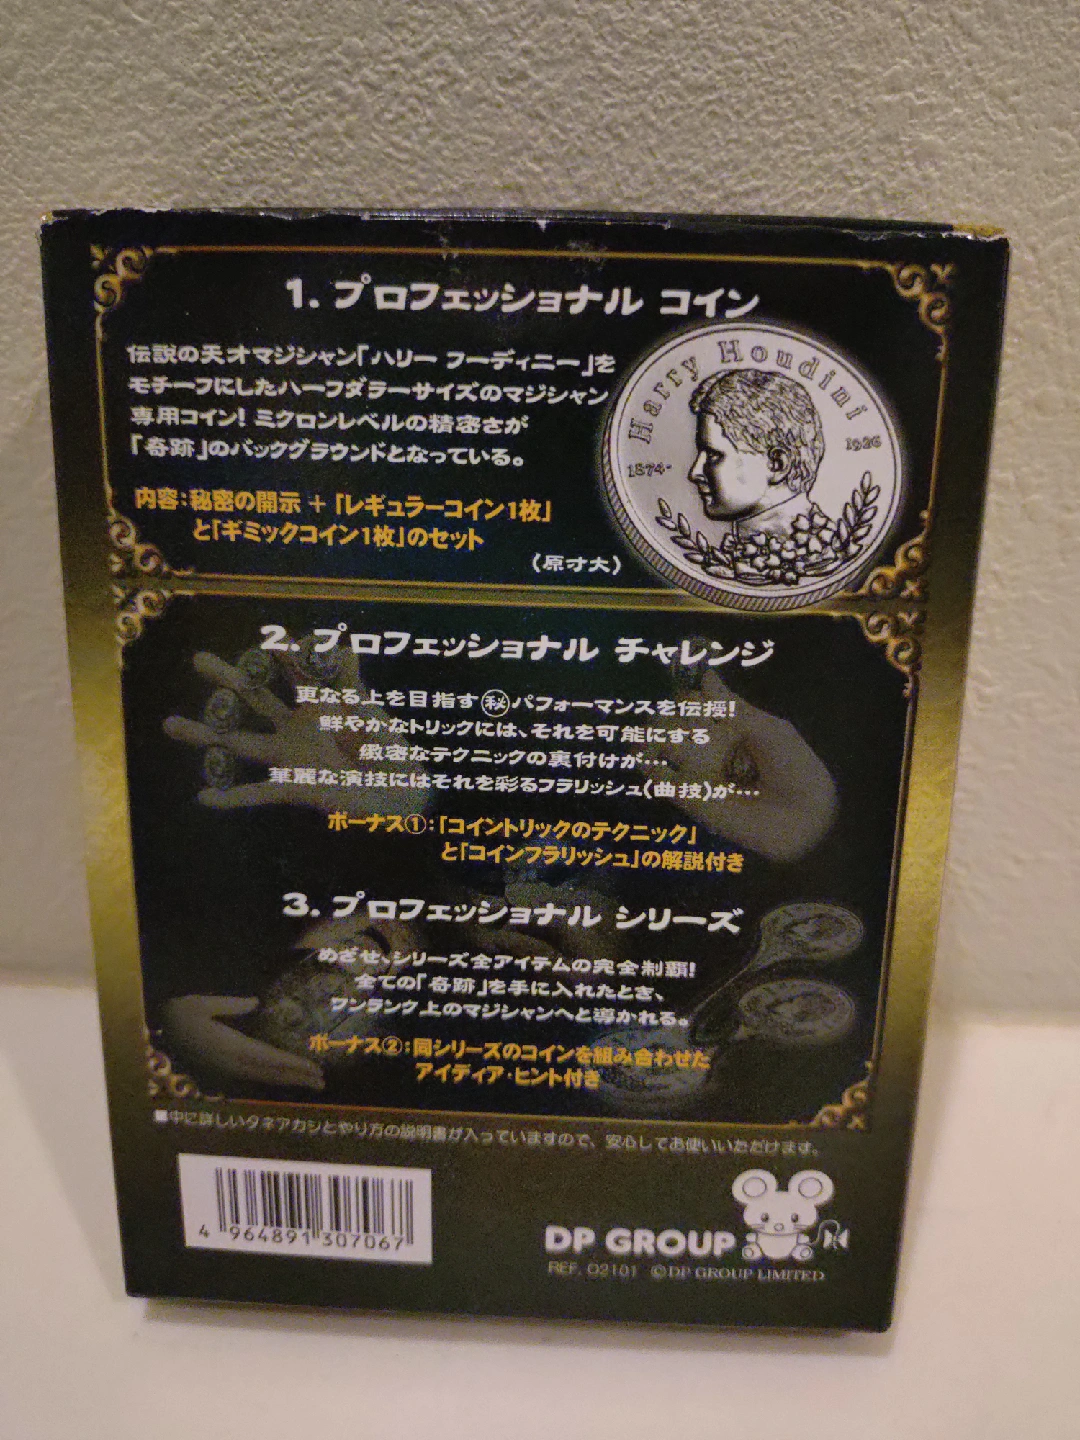 1. プロフェッショナル コイン
伝説の天才マジシャン「ハリー フーディニー」を
モチーフにしたハーフダラーサイズのマジシャン
専用コイン! ミクロンレベルの精密さが
「奇跡」のバックグラウンドとなっている。
内容:秘密の開示 + 「レギュラーコイン1枚」
と「ギミックコイン1枚」のセット
(原寸大)
Harry Houdini
1874-
1926
2. プロフェッショナル チャレンジ
更なる上を目指す㊙パフォーマンスを伝授!
鮮やかなトリックには、それを可能にする
緻密なテクニックの裏付けが…
華麗な演技にはそれを彩るフラリッシュ(曲技)が…
ボーナス①:「コイントリックのテクニック」
と「コインフラリッシュ」の解説付き
3. プロフェッショナル シリーズ
めざせ、シリーズ全アイテムの完全制覇!
全ての「奇跡」を手に入れたとき、
ワンランク上のマジシャンへと導かれる。
ボーナス②:同シリーズのコインを組み合わせた
アイディア・ヒント付き
■中に詳しいタネアカシとやり方の説明書が入っていますので、安心してお使いいただけます。
4 964891 307067
DP GROUP
REF. 02101 ©DP GROUP LIMITED